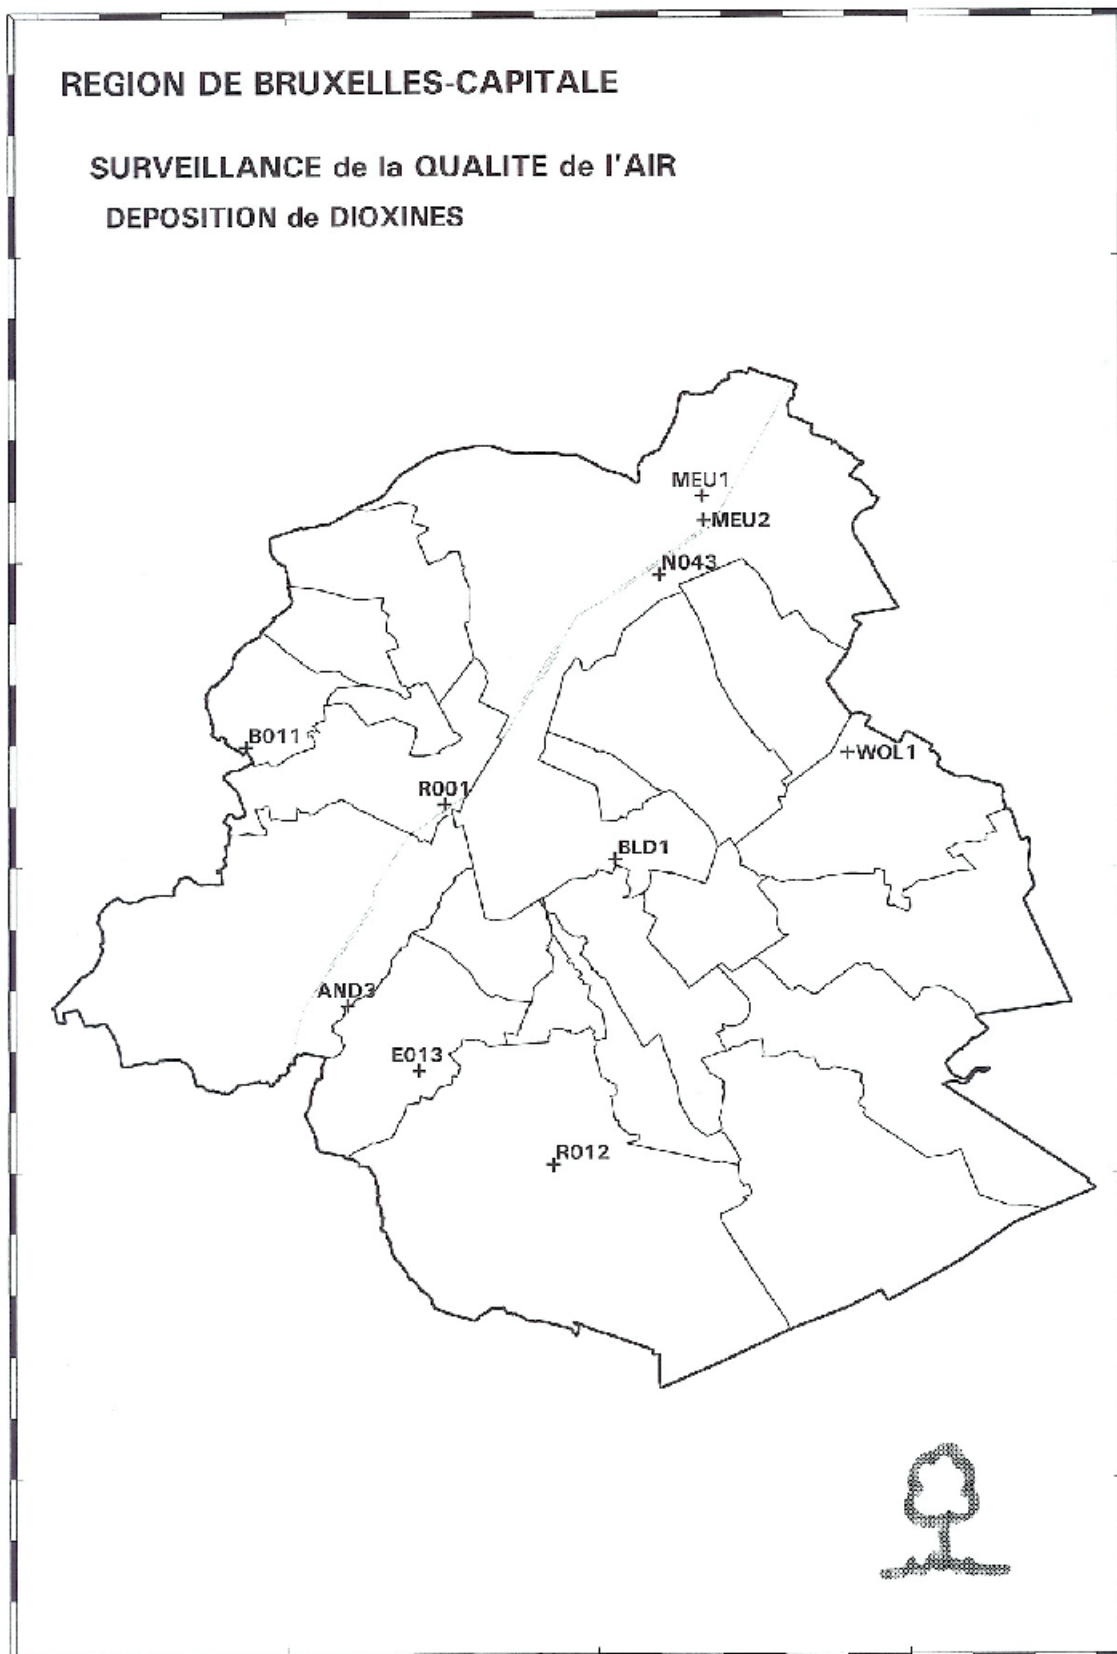 REGION DE BRUXELLES-CAPITALE
SURVEILLANCE de la QUALITE de l'AIR
DEPOSITION de DIOXINES
MEU1
MEU2
N043
B011
WOL1
R001
BLD1
AND3
E013
R012